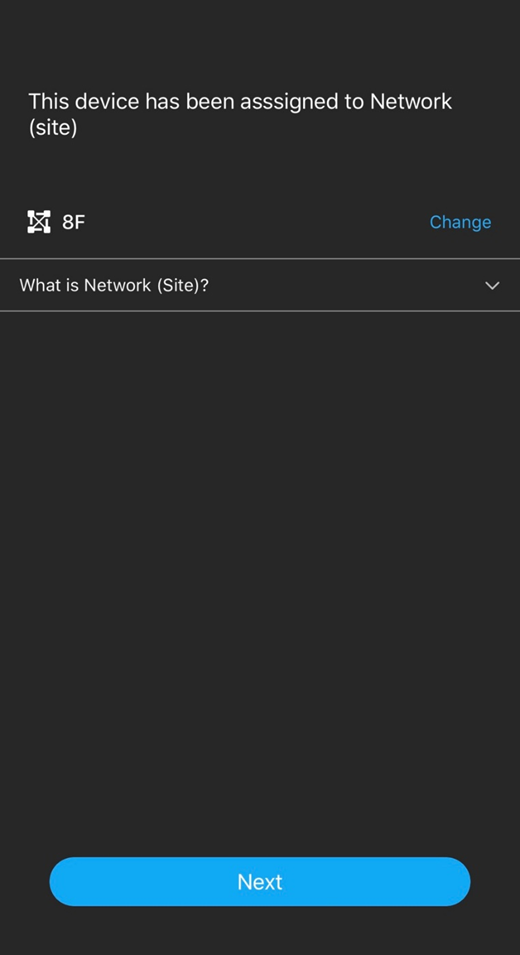 This device has been asssigned to Network
(site)
8F
Change
What is Network (Site)?
Next